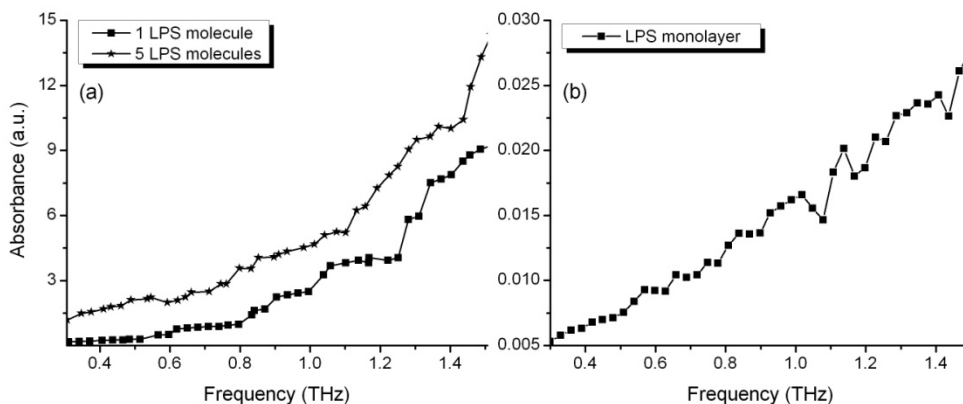 15
12
9
6
3
Absorbance (a.u.)
1 LPS molecule
5 LPS molecules
(a)
0.4 0.6 0.8 1.0 1.2 1.4
Frequency (THz)
0.030
0.025
0.020
0.015
0.010
0.005
LPS monolayer
(b)
0.4 0.6 0.8 1.0 1.2 1.4
Frequency (THz)